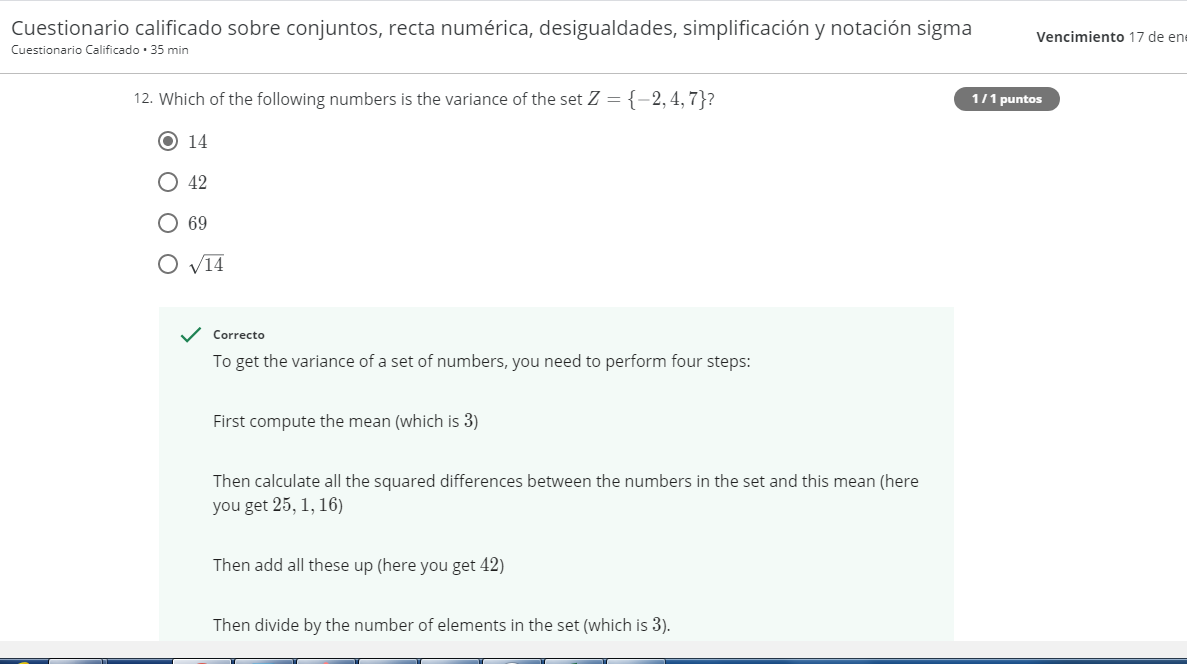 Cuestionario calificado sobre conjuntos, recta numérica, desigualdades, simplificación y notación sigma
Cuestionario Calificado • 35 min
Vencimiento 17 de ene
12. Which of the following numbers is the variance of the set Z = {−2, 4, 7}?
1 / 1 puntos
14
42
69
√14
Correcto
To get the variance of a set of numbers, you need to perform four steps:
First compute the mean (which is 3)
Then calculate all the squared differences between the numbers in the set and this mean (here
you get 25, 1, 16)
Then add all these up (here you get 42)
Then divide by the number of elements in the set (which is 3).